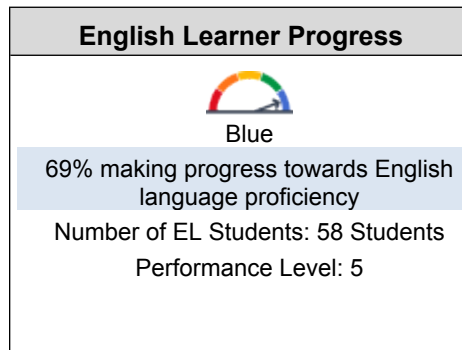 English Learner Progress
Blue
69% making progress towards English
language proficiency
Number of EL Students: 58 Students
Performance Level: 5